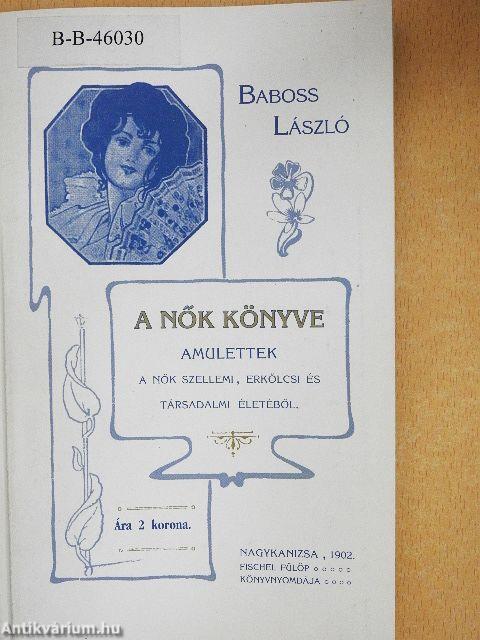 B-B-46030
BABOSS
LÁSZLÓ
A NŐK KÖNYVE
AMULETTEK
A NŐK SZELLEMI, ERKÖLCSI ÉS
TÁRSADALMI ÉLETÉBŐL.
Ára 2 korona.
NAGYKANIZSA, 1902.
FISCHEL FÜLÖP
KÖNYVNYOMDÁJA
Antikvárium.hu